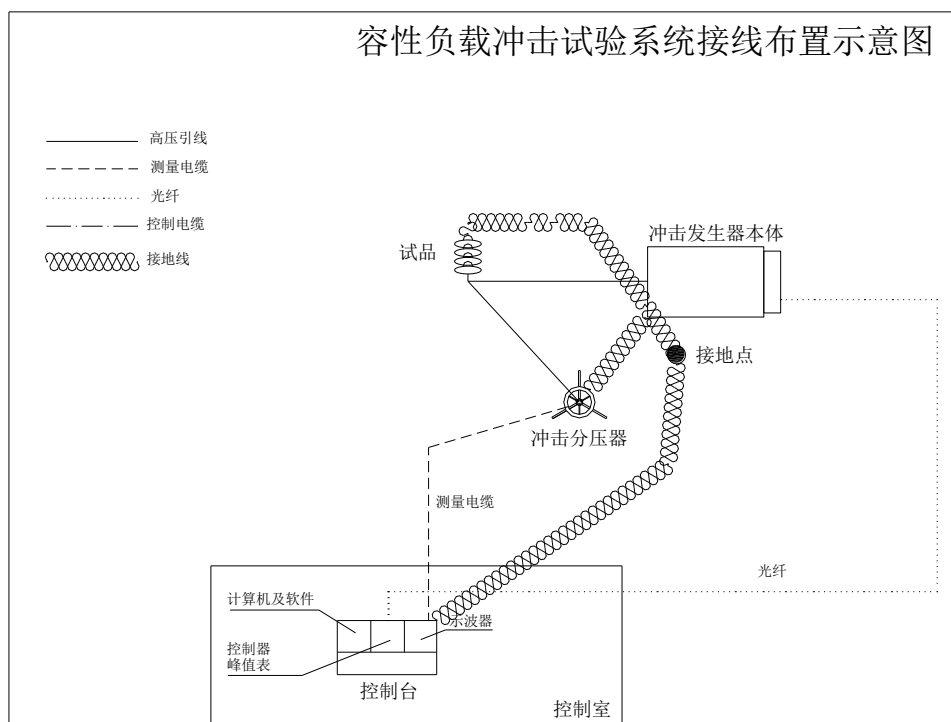 容性负载冲击试验系统接线布置示意图
高压引线
测量电缆
光纤
控制电缆
接地线
试品
冲击发生器本体
接地点
冲击分压器
测量电缆
光纤
计算机及软件
示波器
控制器
峰值表
控制台
控制室